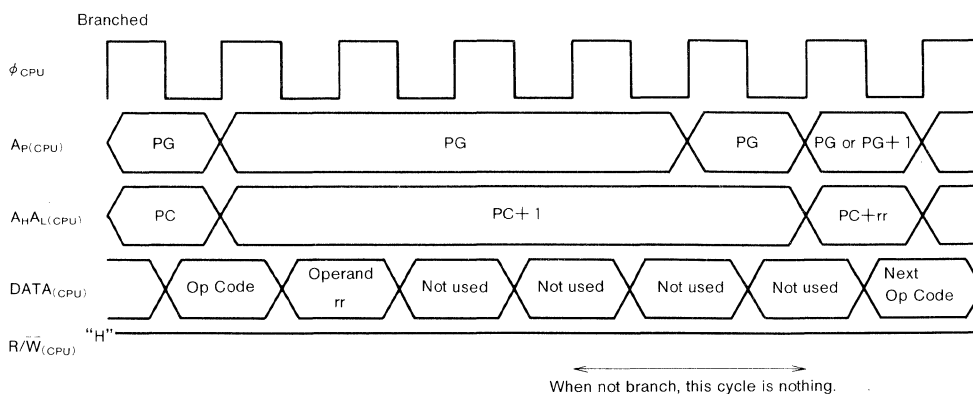 Branched
φCPU
AP(CPU) PG PG PG PG or PG+1
AHAL(CPU) PC PC+1 PC+rr
DATA(CPU) Op Code Operand rr Not used Not used Not used Not used Next Op Code
R/W̅(CPU) “H”
When not branch, this cycle is nothing.